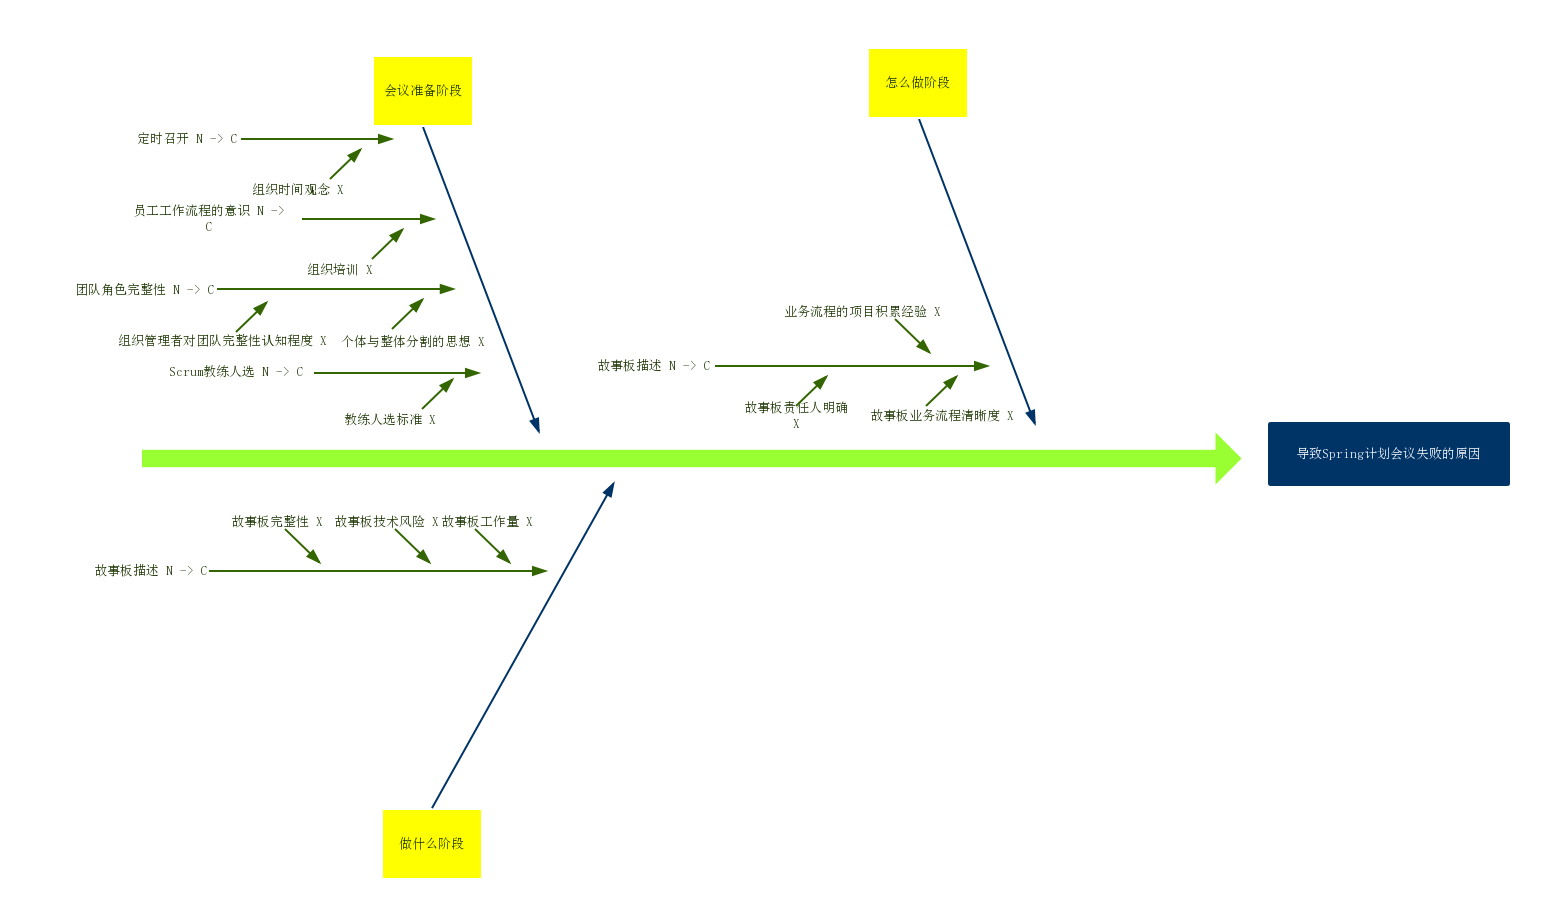 会议准备阶段
怎么做阶段
定时召开 N -> C
组织时间观念 X
员工工作流程的意识 N ->
C
组织培训 X
团队角色完整性 N -> C
组织管理者对团队完整性认知程度 X
个体与整体分割的思想 X
Scrum教练人选 N -> C
教练人选标准 X
业务流程的项目积累经验 X
故事板描述 N -> C
故事板责任人明确
X
故事板业务流程清晰度 X
导致Spring计划会议失败的原因
故事板完整性 X
故事板技术风险 X
故事板工作量 X
故事板描述 N -> C
做什么阶段